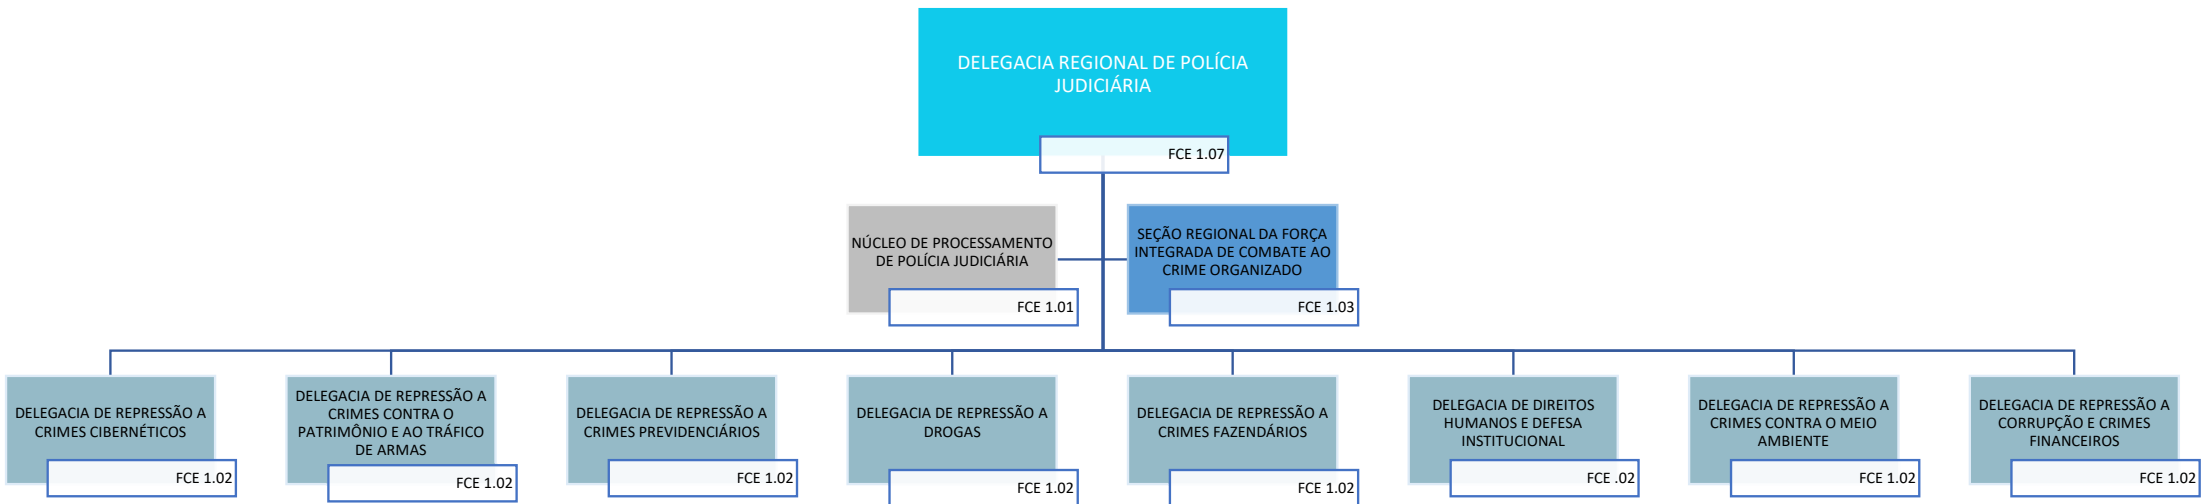 DELEGACIA REGIONAL DE POLÍCIA
JUDICIÁRIA
FCE 1.07
NÚCLEO DE PROCESSAMENTO
DE POLÍCIA JUDICIÁRIA
FCE 1.01
SEÇÃO REGIONAL DA FORÇA
INTEGRADA DE COMBATE AO
CRIME ORGANIZADO
FCE 1.03
DELEGACIA DE REPRESSÃO A
CRIMES CIBERNÉTICOS
FCE 1.02
DELEGACIA DE REPRESSÃO A
CRIMES CONTRA O
PATRIMÔNIO E AO TRÁFICO
DE ARMAS
FCE 1.02
DELEGACIA DE REPRESSÃO A
CRIMES PREVIDENCIÁRIOS
FCE 1.02
DELEGACIA DE REPRESSÃO A
DROGAS
FCE 1.02
DELEGACIA DE REPRESSÃO A
CRIMES FAZENDÁRIOS
FCE 1.02
DELEGACIA DE DIREITOS
HUMANOS E DEFESA
INSTITUCIONAL
FCE .02
DELEGACIA DE REPRESSÃO A
CRIMES CONTRA O MEIO
AMBIENTE
FCE 1.02
DELEGACIA DE REPRESSÃO A
CORRUPÇÃO E CRIMES
FINANCEIROS
FCE 1.02